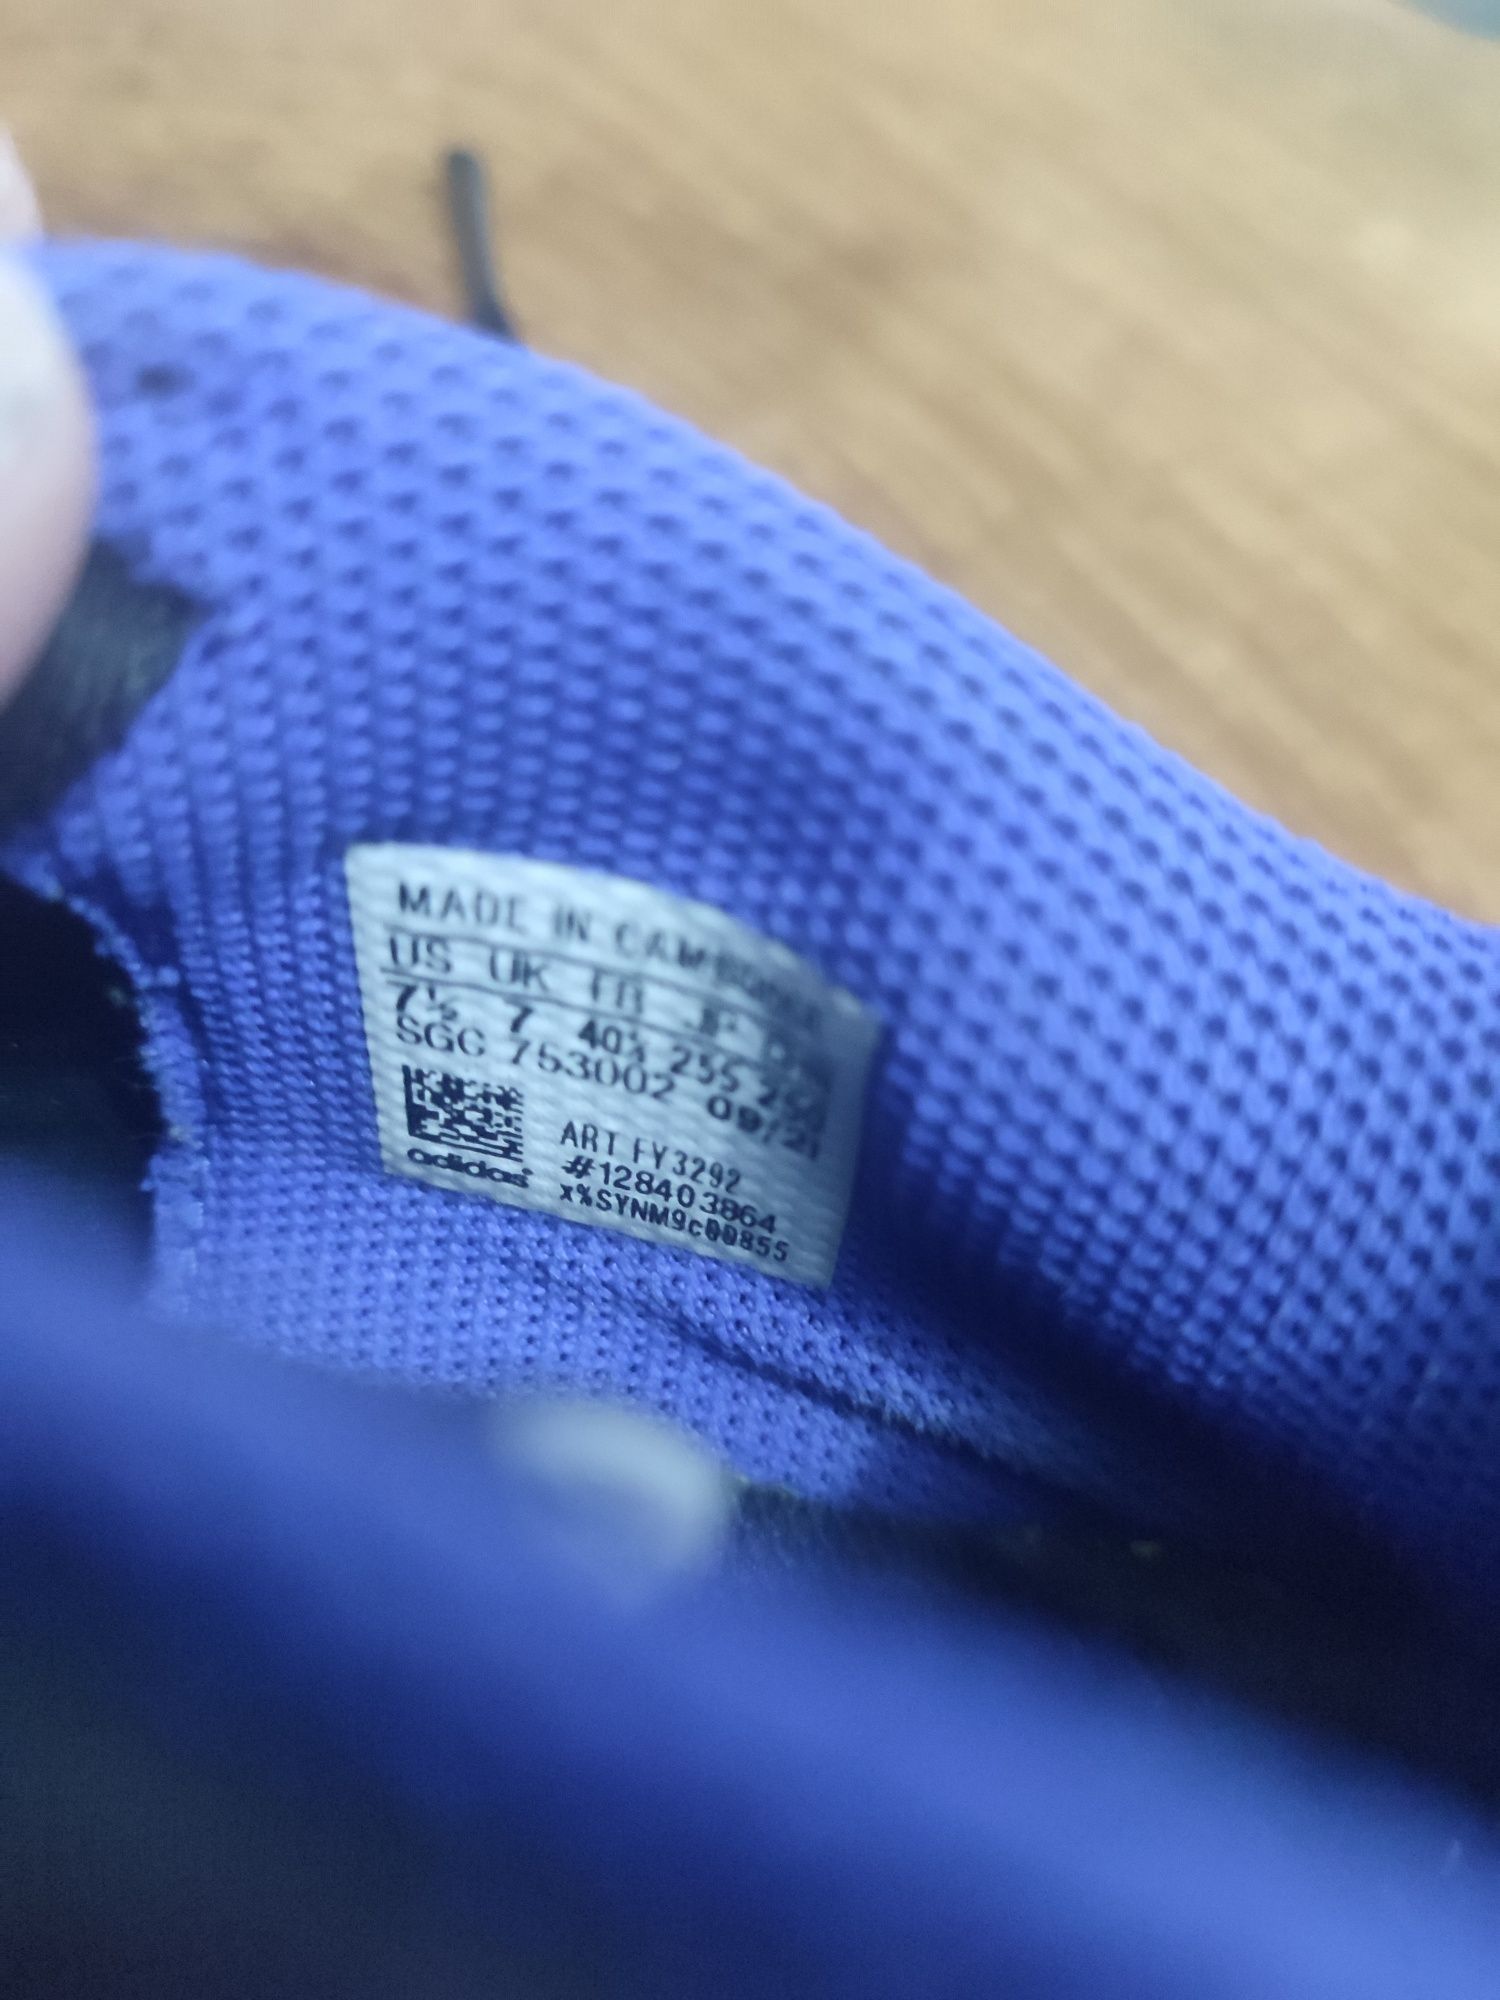 MADE IN CAMBODIA
US UK FR JP
7½ 7 40⅔ 255
SGC 753002 09/21
ART FY3292
#128403864
x%SYNM9c00855
adidas